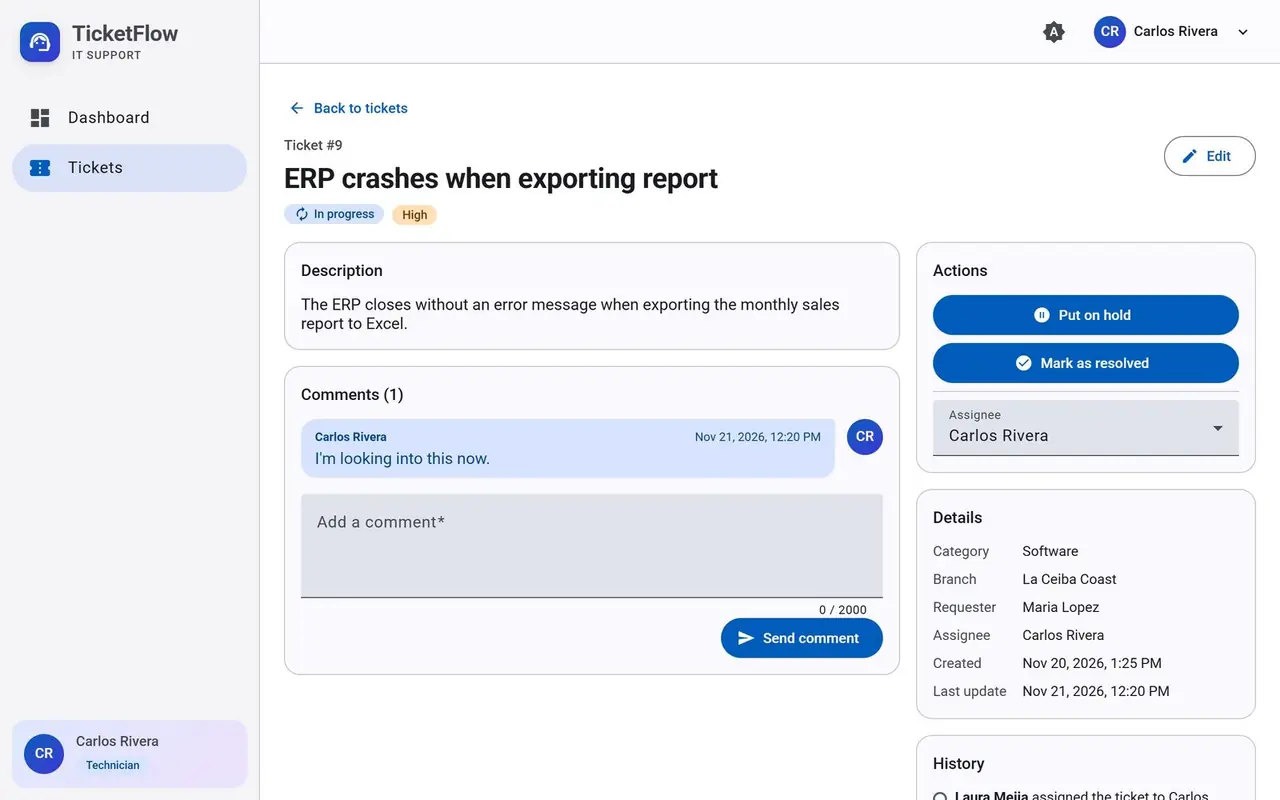 TicketFlow
IT SUPPORT
Dashboard
Tickets
CR
Carlos Rivera
Technician
A
CR
Carlos Rivera
Back to tickets
Ticket #9
ERP crashes when exporting report
In progress
High
Edit
Description
The ERP closes without an error message when exporting the monthly sales
report to Excel.
Comments (1)
Carlos Rivera
Nov 21, 2026, 12:20 PM
I'm looking into this now.
CR
Add a comment*
0 / 2000
Send comment
Actions
Put on hold
Mark as resolved
Assignee
Carlos Rivera
Details
Category Software
Branch La Ceiba Coast
Requester Maria Lopez
Assignee Carlos Rivera
Created Nov 20, 2026, 1:25 PM
Last update Nov 21, 2026, 12:20 PM
History
Laura Mejia assigned the ticket to Carlos